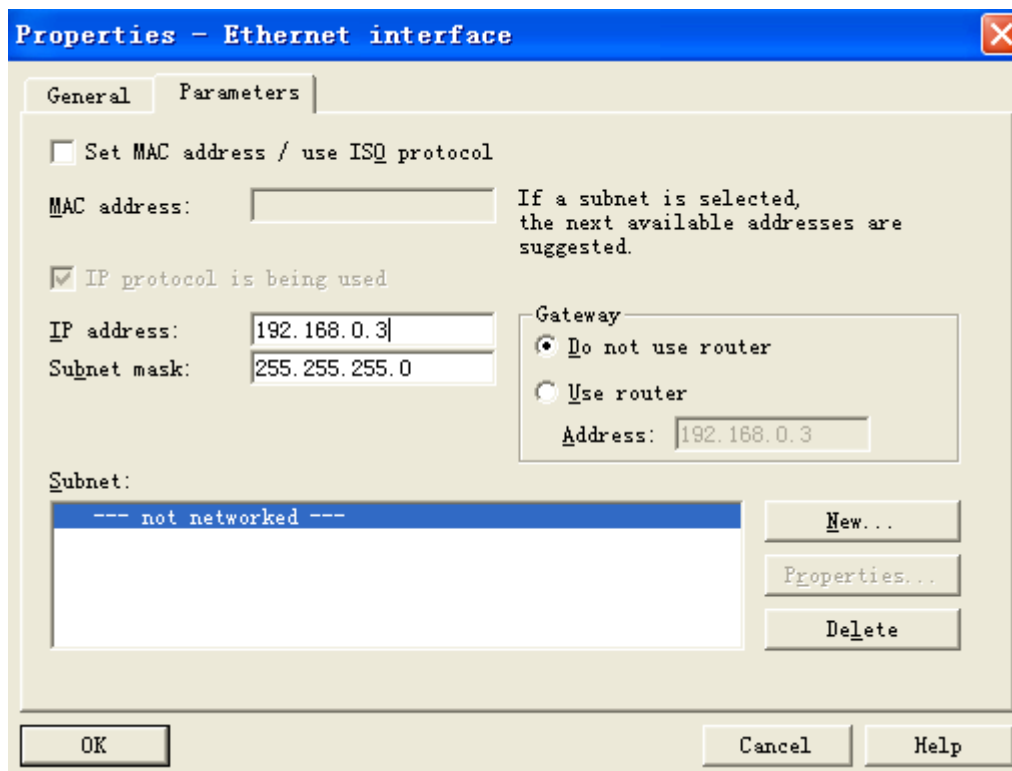 Properties - Ethernet interface
General
Parameters
Set MAC address / use ISO protocol
MAC address:
If a subnet is selected,
the next available addresses are
suggested.
IP protocol is being used
IP address:
192.168.0.3
Subnet mask:
255.255.255.0
Gateway
Do not use router
Use router
Address:
192.168.0.3
Subnet:
--- not networked ---
New...
Properties...
Delete
OK
Cancel
Help